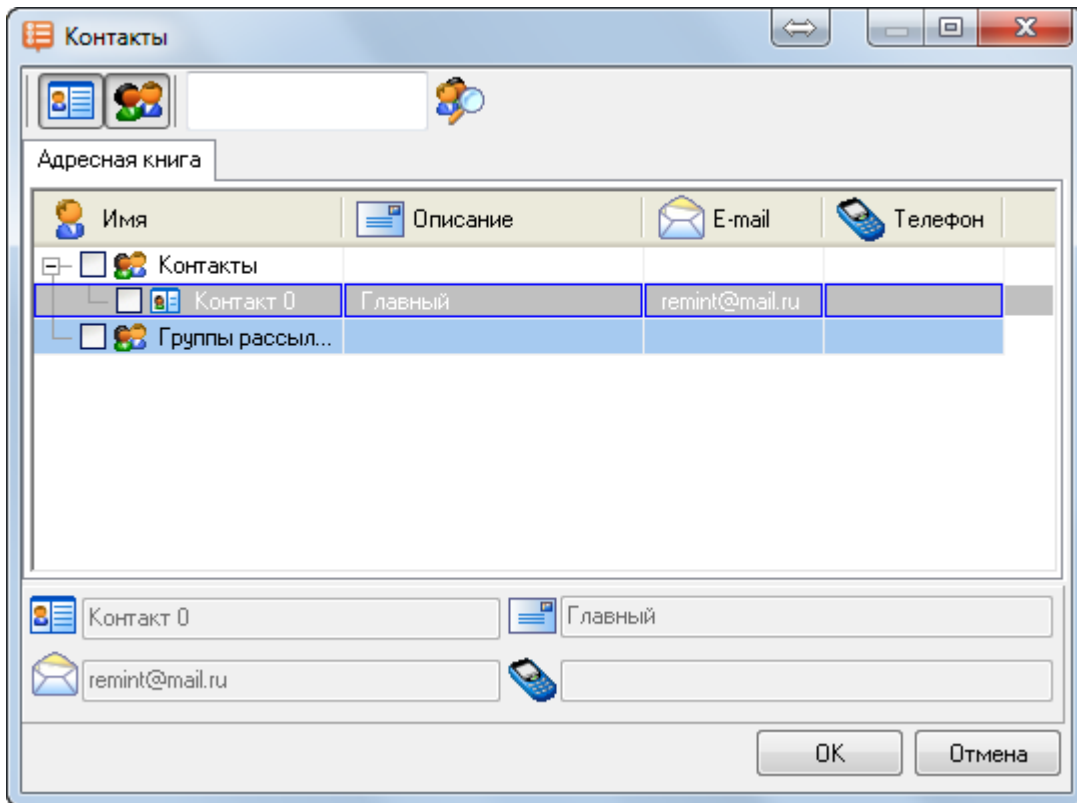 Контакты
Адресная книга
Имя Описание E-mail Телефон
Контакты
Контакт 0 Главный remint@mail.ru
Группы рассыл...
Контакт 0 Главный
remint@mail.ru
OK Отмена